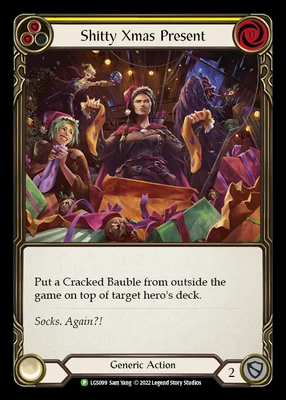 Shitty Xmas Present
Put a Cracked Bauble from outside the
game on top of target hero's deck.
Socks. Again?!
Generic Action
2
P LGS099 Sam Yang © 2022 Legend Story Studios